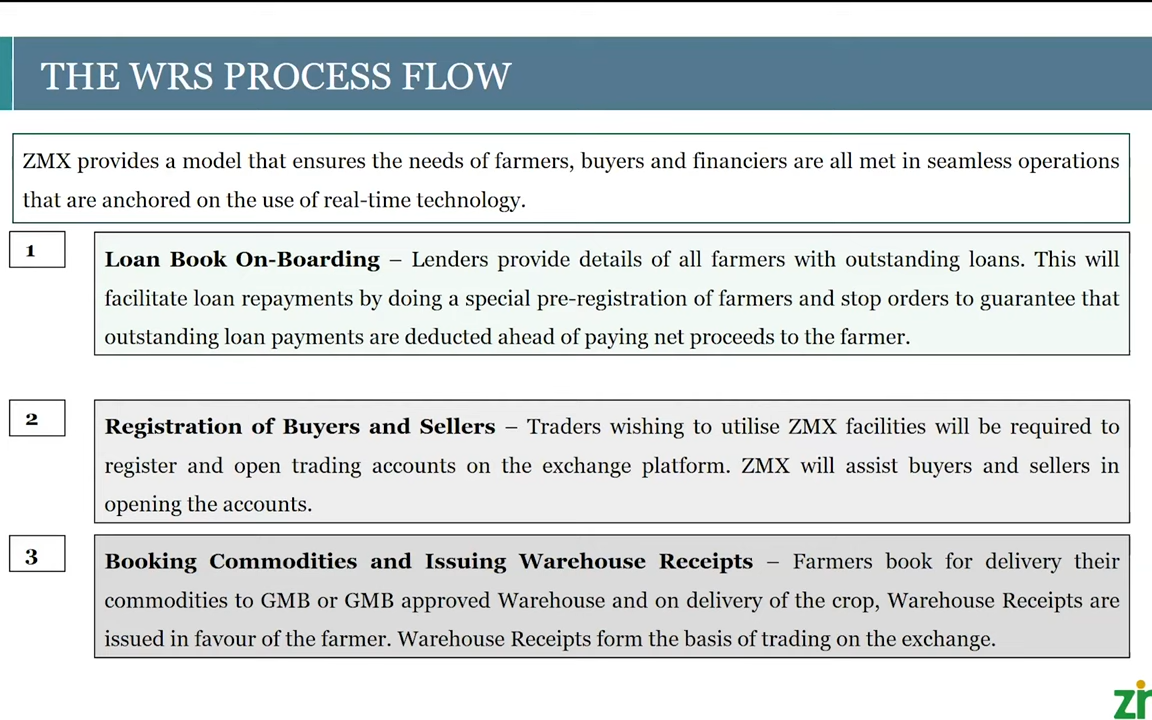 THE WRS PROCESS FLOW
ZMX provides a model that ensures the needs of farmers, buyers and financiers are all met in seamless operations
that are anchored on the use of real-time technology.
1
Loan Book On-Boarding – Lenders provide details of all farmers with outstanding loans. This will
facilitate loan repayments by doing a special pre-registration of farmers and stop orders to guarantee that
outstanding loan payments are deducted ahead of paying net proceeds to the farmer.
2
Registration of Buyers and Sellers – Traders wishing to utilise ZMX facilities will be required to
register and open trading accounts on the exchange platform. ZMX will assist buyers and sellers in
opening the accounts.
3
Booking Commodities and Issuing Warehouse Receipts – Farmers book for delivery their
commodities to GMB or GMB approved Warehouse and on delivery of the crop, Warehouse Receipts are
issued in favour of the farmer. Warehouse Receipts form the basis of trading on the exchange.